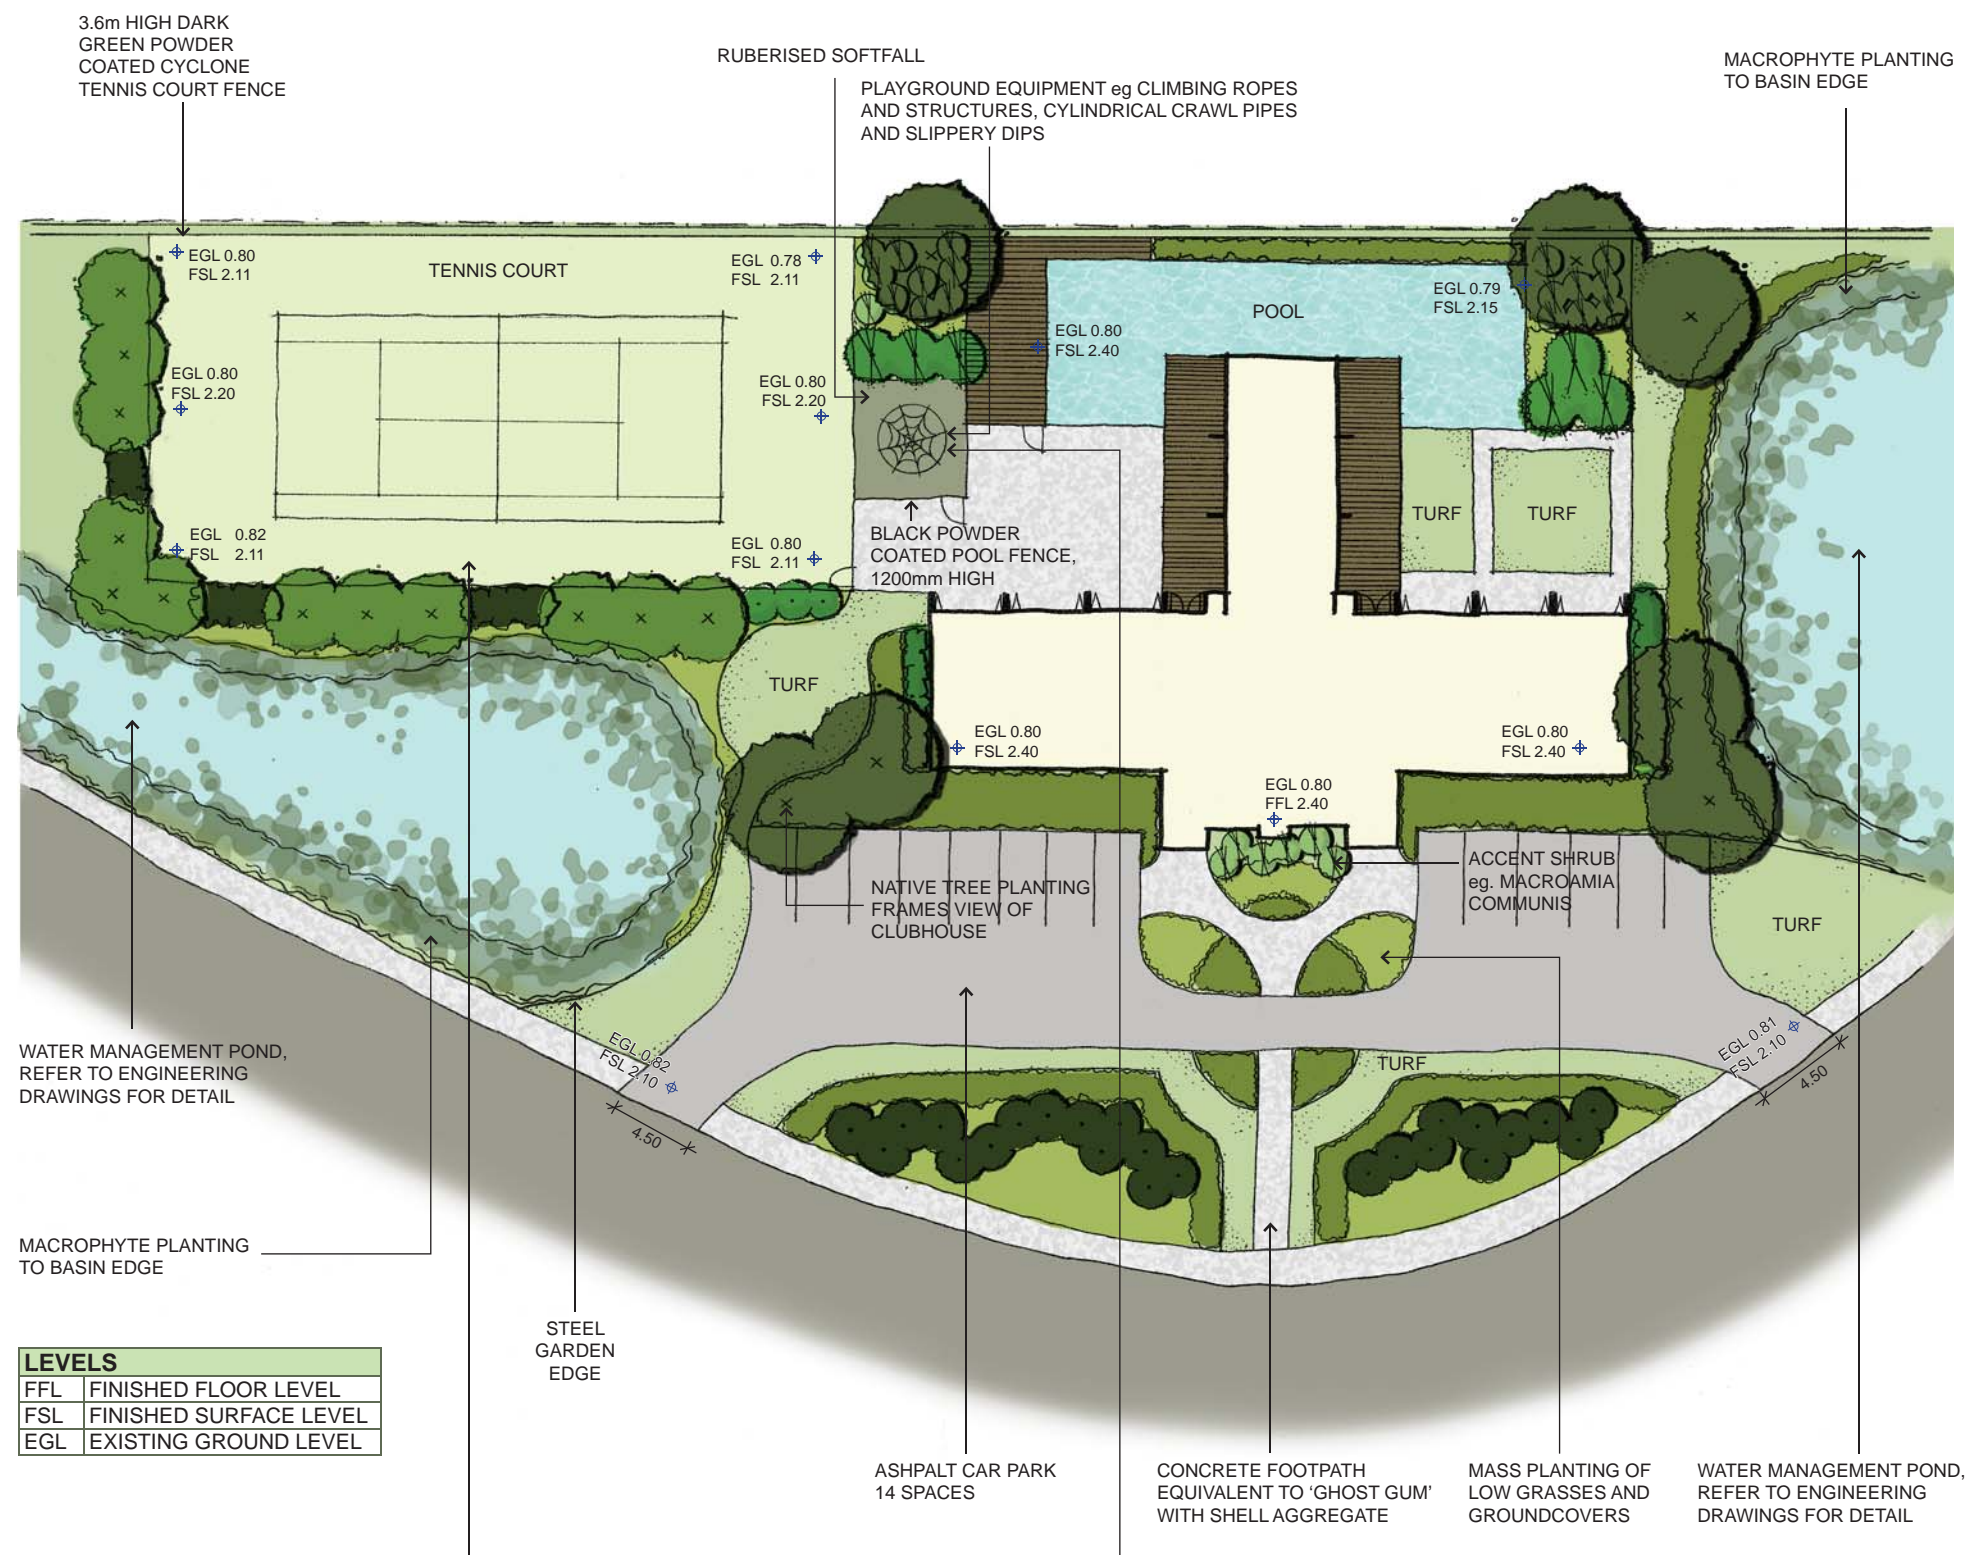 3.6m HIGH DARK
GREEN POWDER
COATED CYCLONE
TENNIS COURT FENCE
RUBERISED SOFTFALL
PLAYGROUND EQUIPMENT eg CLIMBING ROPES
AND STRUCTURES, CYLINDRICAL CRAWL PIPES
AND SLIPPERY DIPS
MACROPHYTE PLANTING
TO BASIN EDGE
EGL 0.80
FSL 2.11
TENNIS COURT
EGL 0.78
FSL 2.11
EGL 0.79
FSL 2.15
POOL
EGL 0.80
FSL 2.40
EGL 0.80
FSL 2.20
EGL 0.80
FSL 2.20
TURF
TURF
EGL 0.82
FSL 2.11
EGL 0.80
FSL 2.11
BLACK POWDER
COATED POOL FENCE,
1200mm HIGH
TURF
EGL 0.80
FSL 2.40
EGL 0.80
FSL 2.40
EGL 0.80
FFL 2.40
ACCENT SHRUB
eg. MACROAMIA
COMMUNIS
NATIVE TREE PLANTING
FRAMES VIEW OF
CLUBHOUSE
TURF
WATER MANAGEMENT POND,
REFER TO ENGINEERING
DRAWINGS FOR DETAIL
EGL 0.82
FSL 2.10
4.50
TURF
EGL 0.81
FSL 2.10
4.50
MACROPHYTE PLANTING
TO BASIN EDGE
STEEL
GARDEN
EDGE
LEVELS
FFL FINISHED FLOOR LEVEL
FSL FINISHED SURFACE LEVEL
EGL EXISTING GROUND LEVEL
ASHPALT CAR PARK
14 SPACES
CONCRETE FOOTPATH
EQUIVALENT TO ‘GHOST GUM’
WITH SHELL AGGREGATE
MASS PLANTING OF
LOW GRASSES AND
GROUNDCOVERS
WATER MANAGEMENT POND,
REFER TO ENGINEERING
DRAWINGS FOR DETAIL